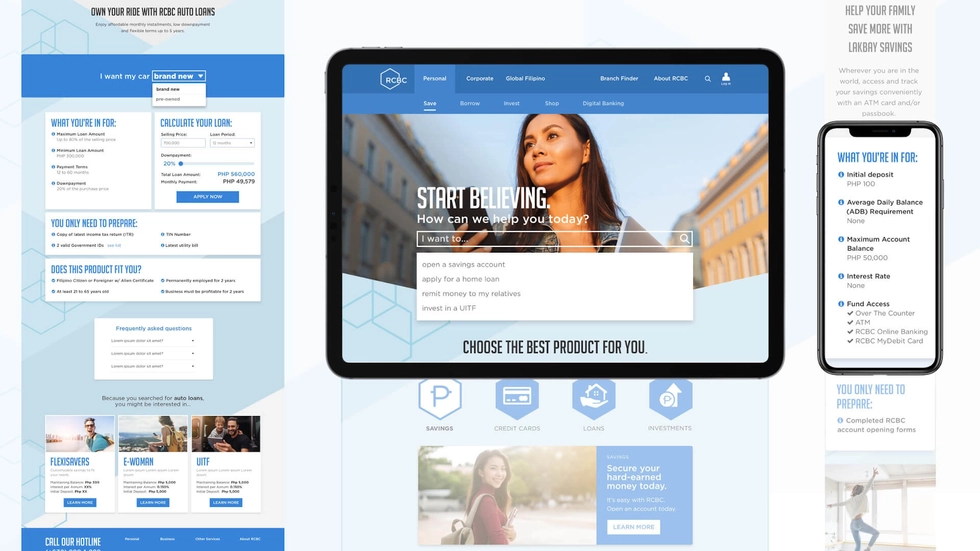 OWN YOUR RIDE WITH RCBC AUTO LOANS
Enjoy affordable monthly installments, low downpayment
and flexible terms up to 5 years.
I want my car brand new
brand new
pre-owned
WHAT YOU'RE IN FOR:
Maximum Loan Amount
Up to 80% of the selling price
Minimum Loan Amount
PHP 300,000
Payment Terms
12 to 60 months
Downpayment
20% of the purchase price
CALCULATE YOUR LOAN:
Selling Price:
Loan Period:
700,000
12 months
Downpayment:
20%
Total Loan Amount: PHP 560,000
Monthly Payment: PHP 49,579
APPLY NOW
YOU ONLY NEED TO PREPARE:
Copy of latest income tax return (ITR)
TIN Number
2 valid Government IDs see list
Latest utility bill
DOES THIS PRODUCT FIT YOU?
Filipino Citizen or Foreigner w/ Alien Certificate
Permanently employed for 2 years
At least 21 to 65 years old
Business must be profitable for 2 years
Frequently asked questions
Lorem ipsum dolor sit amet?
Lorem ipsum dolor sit amet?
Lorem ipsum dolor sit amet?
Because you searched for auto loans,
you might be interested in...
FLEXISAVERS
E-WOMAN
UITF
LEARN MORE
LEARN MORE
LEARN MORE
CALL OUR HOTLINE
Personal
Business
Other Services
About RCBC
RCBC
Personal
Corporate
Global Filipino
Branch Finder
About RCBC
LOG IN
Save
Borrow
Invest
Shop
Digital Banking
START BELIEVING.
How can we help you today?
I want to...
open a savings account
apply for a home loan
remit money to my relatives
invest in a UITF
CHOOSE THE BEST PRODUCT FOR YOU.
SAVINGS
CREDIT CARDS
LOANS
INVESTMENTS
SAVINGS
Secure your
hard-earned
money today.
It's easy with RCBC.
Open an account today
LEARN MORE
HELP YOUR FAMILY
SAVE MORE WITH
LAKBAY SAVINGS
Wherever you are in the
world, access and track
your savings conveniently
with an ATM card and/or
passbook.
WHAT YOU'RE IN FOR:
Initial deposit
PHP 100
Average Daily Balance
(ADB) Requirement
None
Maximum Account
Balance
PHP 50,000
Interest Rate
None
Fund Access
Over The Counter
ATM
RCBC Online Banking
RCBC MyDebit Card
YOU ONLY NEED TO
PREPARE:
Completed RCBC
account opening forms